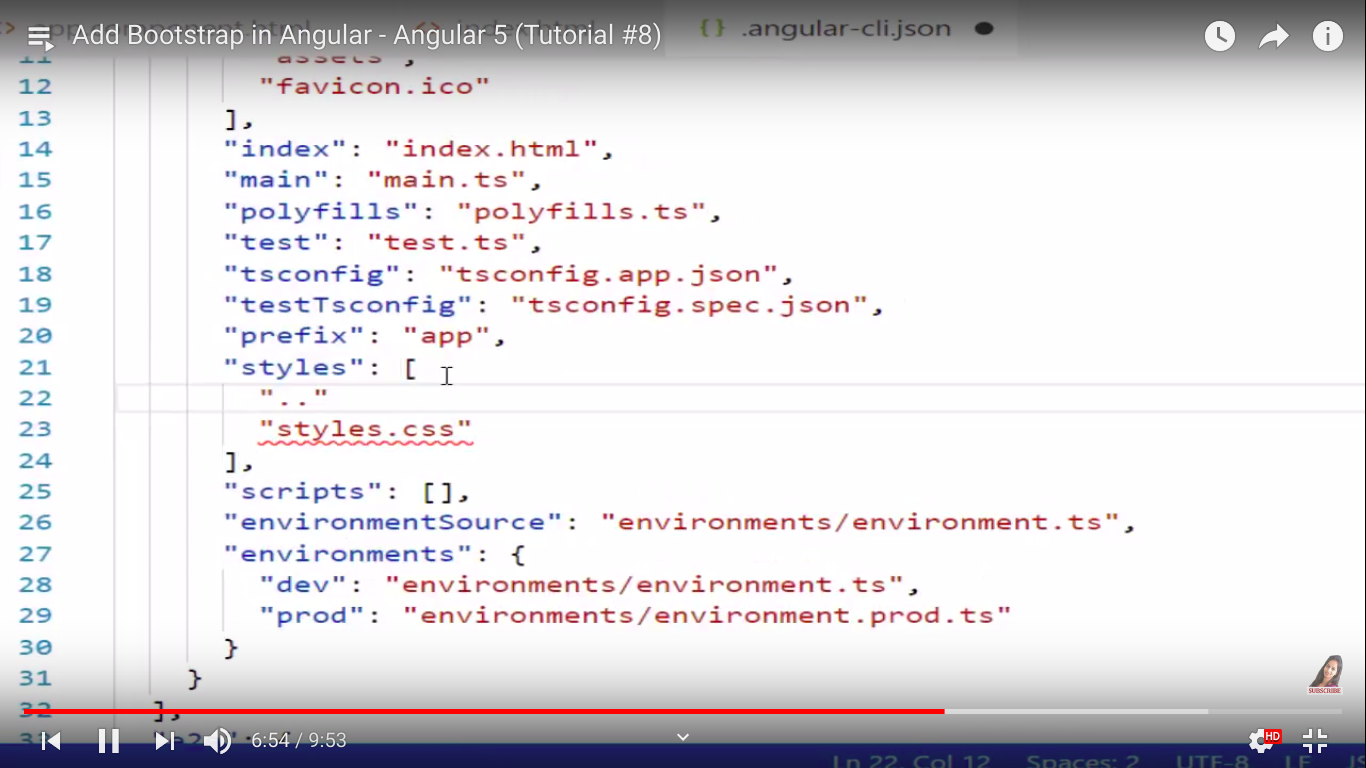 Add Bootstrap in Angular - Angular 5 (Tutorial #8)
{} .angular-cli.json ●
11 "assets",
12 "favicon.ico"
13 ],
14 "index": "index.html",
15 "main": "main.ts",
16 "polyfills": "polyfills.ts",
17 "test": "test.ts",
18 "tsconfig": "tsconfig.app.json",
19 "testTsconfig": "tsconfig.spec.json",
20 "prefix": "app",
21 "styles": [
22 ".."
23 "styles.css"
24 ],
25 "scripts": [],
26 "environmentSource": "environments/environment.ts",
27 "environments": {
28 "dev": "environments/environment.ts",
29 "prod": "environments/environment.prod.ts"
30 }
31 }
32 ],
SUBSCRIBE
6:54 / 9:53
HD
Ln 22, Col 12 Spaces: 2 UTF-8 LF